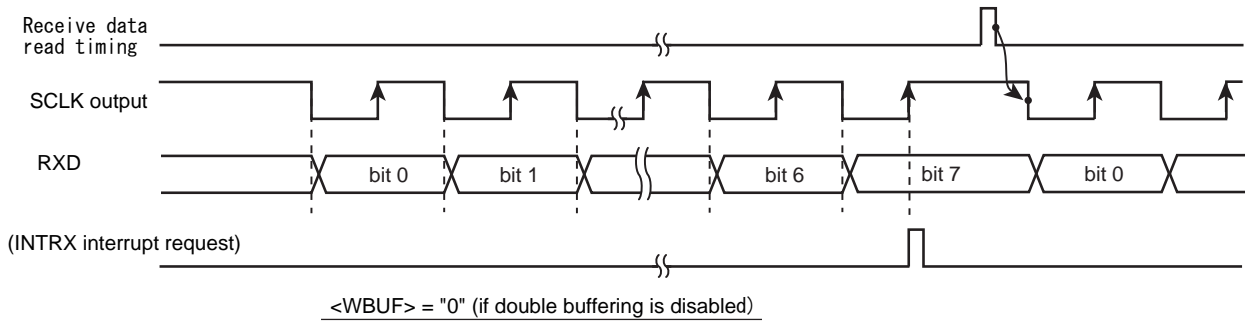 Receive data
read timing
SCLK output
RXD
bit 0
bit 1
bit 6
bit 7
bit 0
(INTRX interrupt request)
<WBUF> = "0" (if double buffering is disabled)